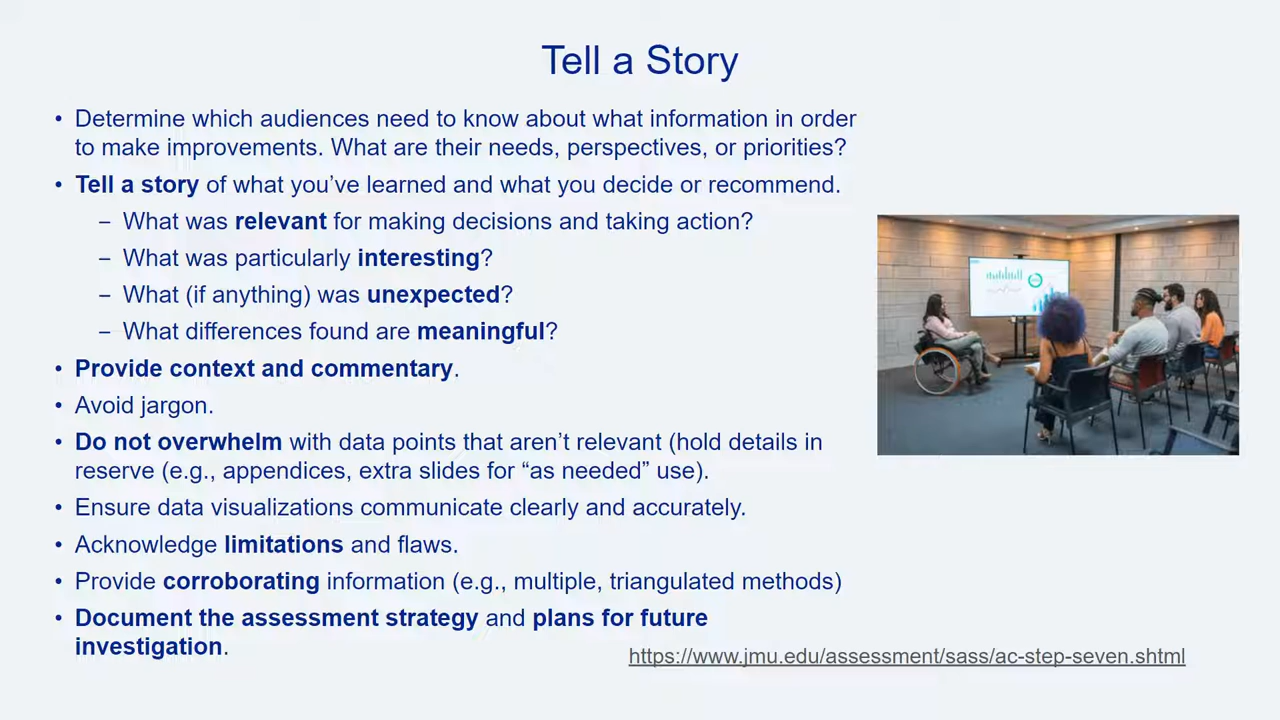 Tell a Story
• Determine which audiences need to know about what information in order
to make improvements. What are their needs, perspectives, or priorities?
• Tell a story of what you’ve learned and what you decide or recommend.
– What was relevant for making decisions and taking action?
– What was particularly interesting?
– What (if anything) was unexpected?
– What differences found are meaningful?
• Provide context and commentary.
• Avoid jargon.
• Do not overwhelm with data points that aren’t relevant (hold details in
reserve (e.g., appendices, extra slides for “as needed” use).
• Ensure data visualizations communicate clearly and accurately.
• Acknowledge limitations and flaws.
• Provide corroborating information (e.g., multiple, triangulated methods)
• Document the assessment strategy and plans for future
investigation.
https://www.jmu.edu/assessment/sass/ac-step-seven.shtml